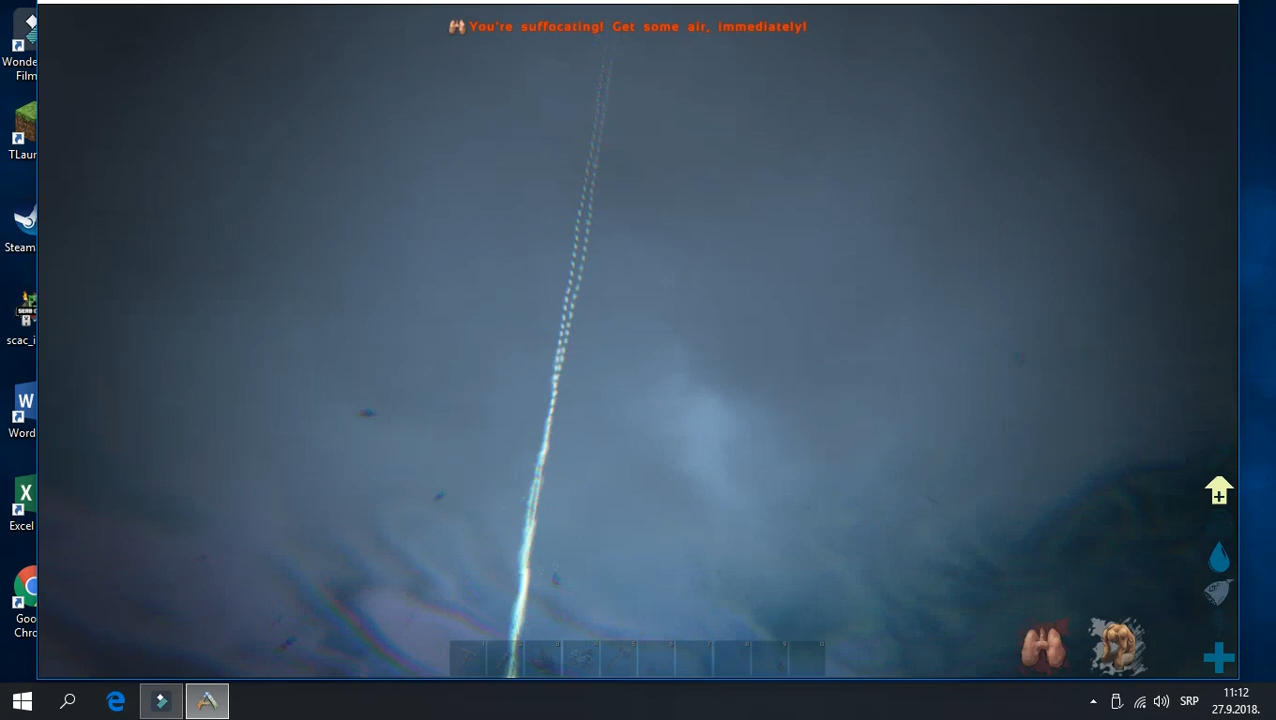 You're suffocating! Get some air, immediately!
Wonde
Film
TLaun
Steam
scac_i
W
Word
X
Excel
Goo
Chro
SRP
11:12
27.9.2018.